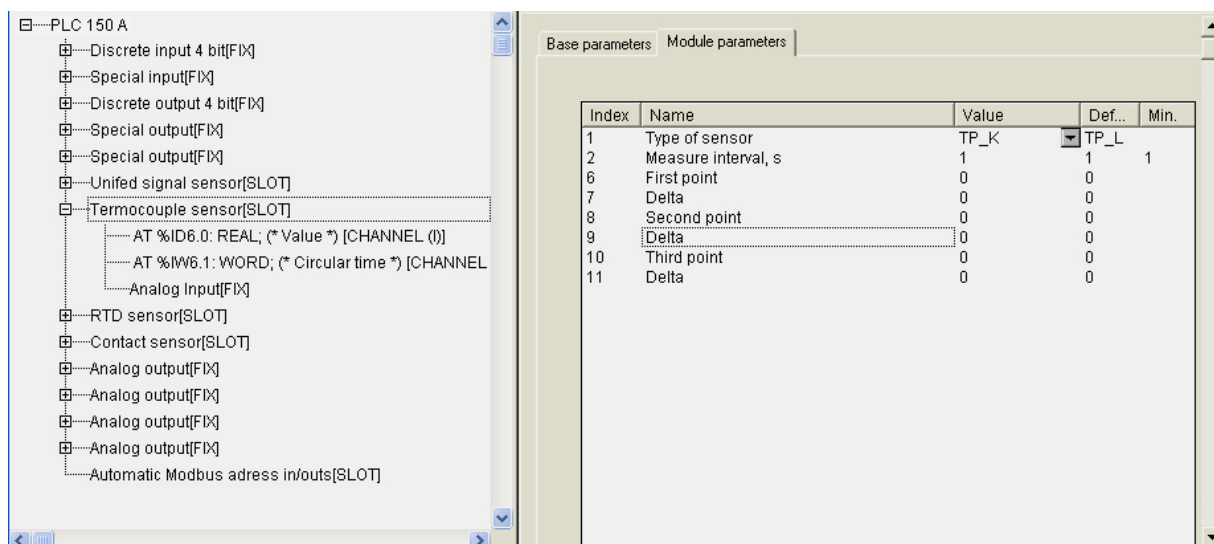 PLC 150 A
Discrete input 4 bit[FIX]
Special input[FIX]
Discrete output 4 bit[FIX]
Special output[FIX]
Special output[FIX]
Unifed signal sensor[SLOT]
Termocouple sensor[SLOT]
AT %ID6.0: REAL; (* Value *) [CHANNEL (I)]
AT %IW6.1: WORD; (* Circular time *) [CHANNEL
Analog Input[FIX]
RTD sensor[SLOT]
Contact sensor[SLOT]
Analog output[FIX]
Analog output[FIX]
Analog output[FIX]
Analog output[FIX]
Automatic Modbus adress in/outs[SLOT]
Base parameters Module parameters
Index Name Value Def... Min.
1 Type of sensor TP_K TP_L
2 Measure interval, s 1 1 1
6 First point 0 0
7 Delta 0 0
8 Second point 0 0
9 Delta 0 0
10 Third point 0 0
11 Delta 0 0